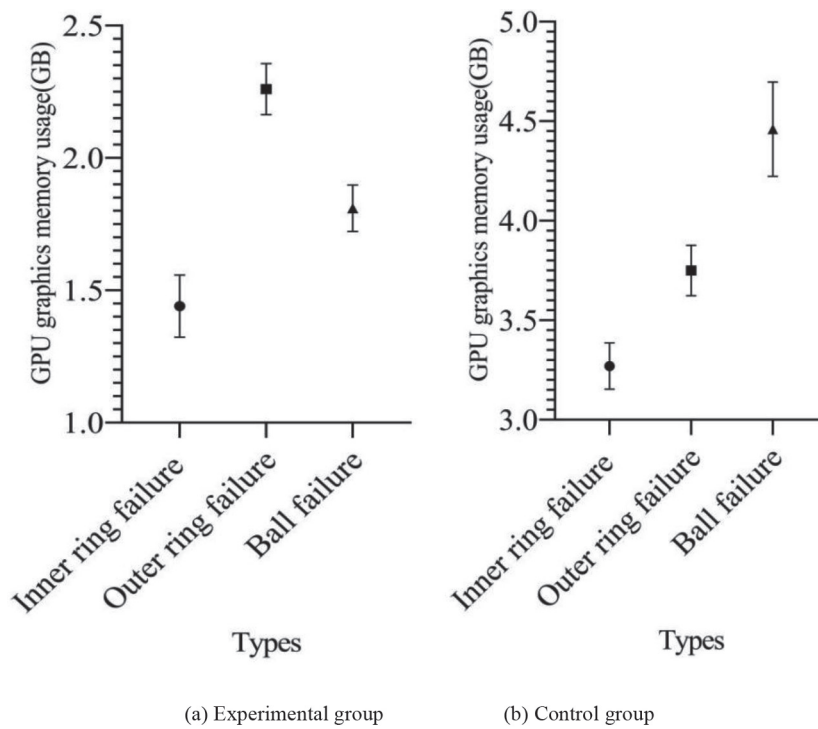 GPU graphics memory usage(GB)
2.5
2.0
1.5
1.0
Inner ring failure
Outer ring failure
Ball failure
Types
GPU graphics memory usage(GB)
5.0
4.5
4.0
3.5
3.0
Inner ring failure
Outer ring failure
Ball failure
Types
(a) Experimental group
(b) Control group